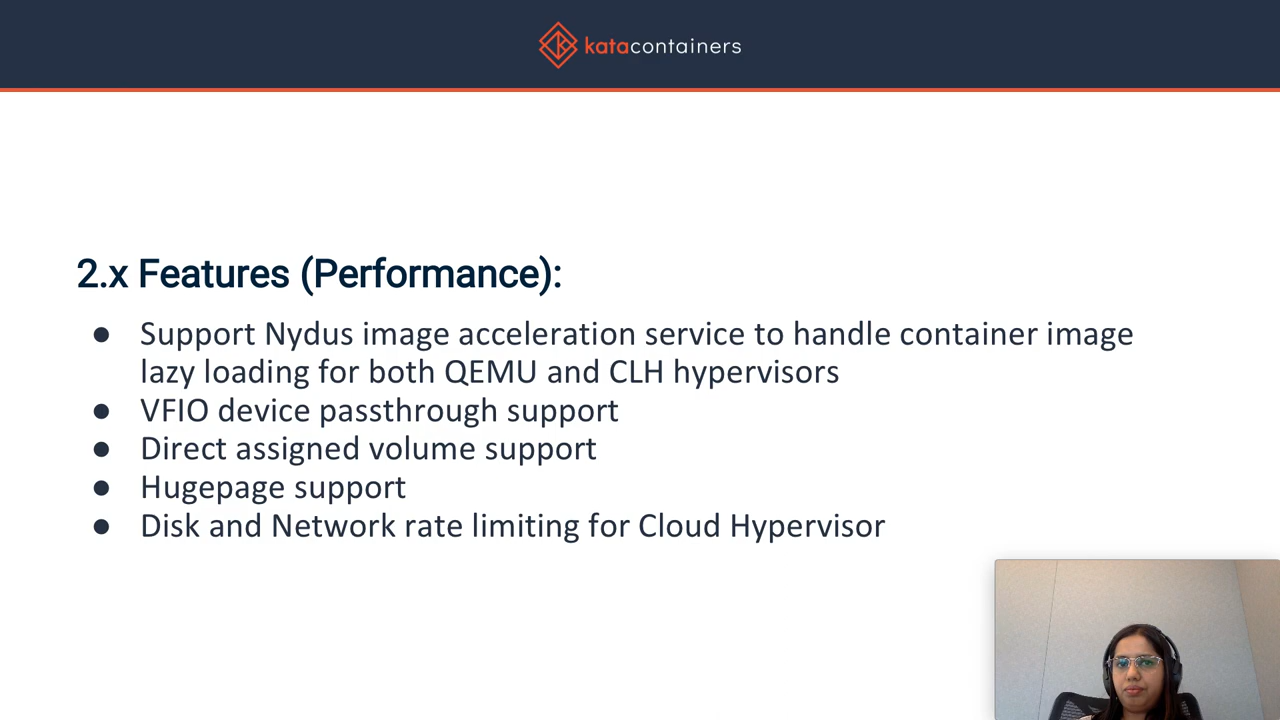 katacontainers
2.x Features (Performance):
● Support Nydus image acceleration service to handle container image
lazy loading for both QEMU and CLH hypervisors
● VFIO device passthrough support
● Direct assigned volume support
● Hugepage support
● Disk and Network rate limiting for Cloud Hypervisor